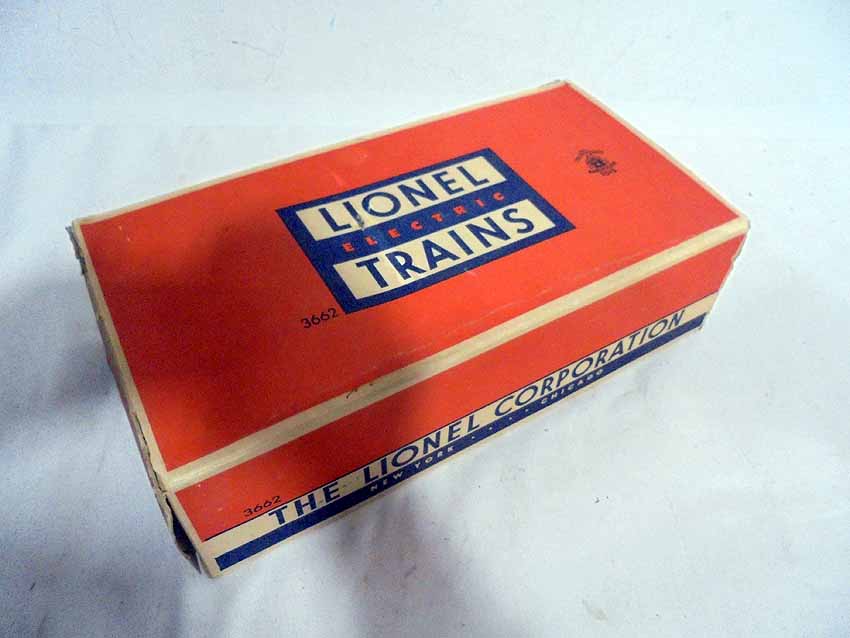 LIONEL
ELECTRIC
TRAINS
3662
3662
THE LIONEL CORPORATION
NEW YORK . . . . CHICAGO